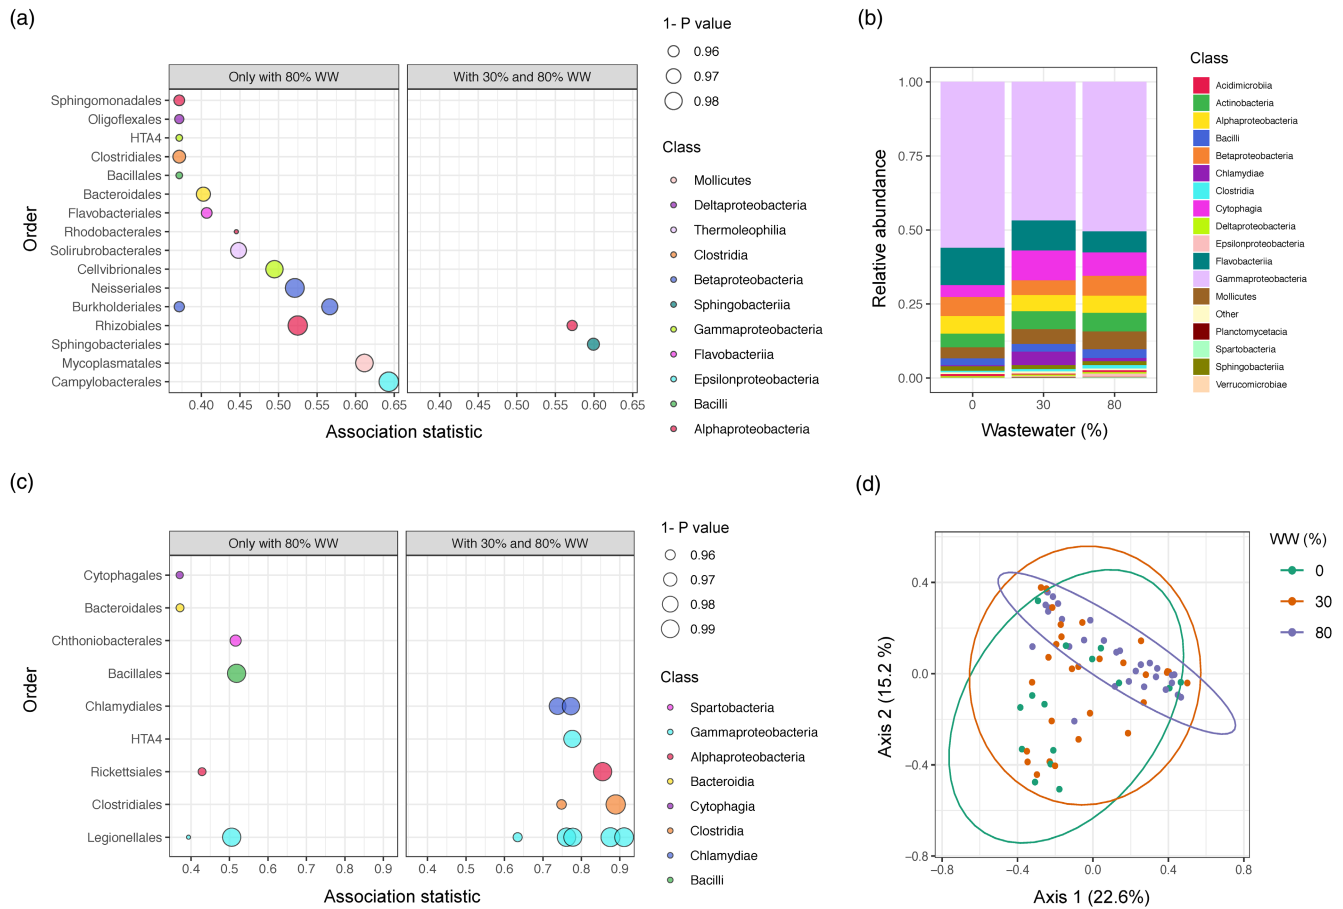 (a)
Only with 80% WW
With 30% and 80% WW
Order
Sphingomonadales
Oligoflexales
HTA4
Clostridiales
Bacillales
Bacteroidales
Flavobacteriales
Rhodobacterales
Solirubrobacterales
Cellvibrionales
Neisseriales
Burkholderiales
Rhizobiales
Sphingobacteriales
Mycoplasmatales
Campylobacterales
0.40 0.45 0.50 0.55 0.60 0.65
0.40 0.45 0.50 0.55 0.60 0.65
Association statistic
1- P value
0.96
0.97
0.98
Class
Mollicutes
Deltaproteobacteria
Thermoleophilia
Clostridia
Betaproteobacteria
Sphingobacteriia
Gammaproteobacteria
Flavobacteriia
Epsilonproteobacteria
Bacilli
Alphaproteobacteria
(b)
Relative abundance
1.00
0.75
0.50
0.25
0.00
0 30 80
Wastewater (%)
Class
Acidimicrobiia
Actinobacteria
Alphaproteobacteria
Bacilli
Betaproteobacteria
Chlamydiae
Clostridia
Cytophagia
Deltaproteobacteria
Epsilonproteobacteria
Flavobacteriia
Gammaproteobacteria
Mollicutes
Other
Planctomycetacia
Spartobacteria
Sphingobacteriia
Verrucomicrobiae
(c)
Only with 80% WW
With 30% and 80% WW
Order
Cytophagales
Bacteroidales
Chthoniobacterales
Bacillales
Chlamydiales
HTA4
Rickettsiales
Clostridiales
Legionellales
0.4 0.5 0.6 0.7 0.8 0.9
0.4 0.5 0.6 0.7 0.8 0.9
Association statistic
1- P value
0.96
0.97
0.98
0.99
Class
Spartobacteria
Gammaproteobacteria
Alphaproteobacteria
Bacteroidia
Cytophagia
Clostridia
Chlamydiae
Bacilli
(d)
Axis 2 (15.2 %)
0.4
0.0
−0.4
−0.8
−0.8 −0.4 0.0 0.4 0.8
Axis 1 (22.6%)
WW (%)
0
30
80